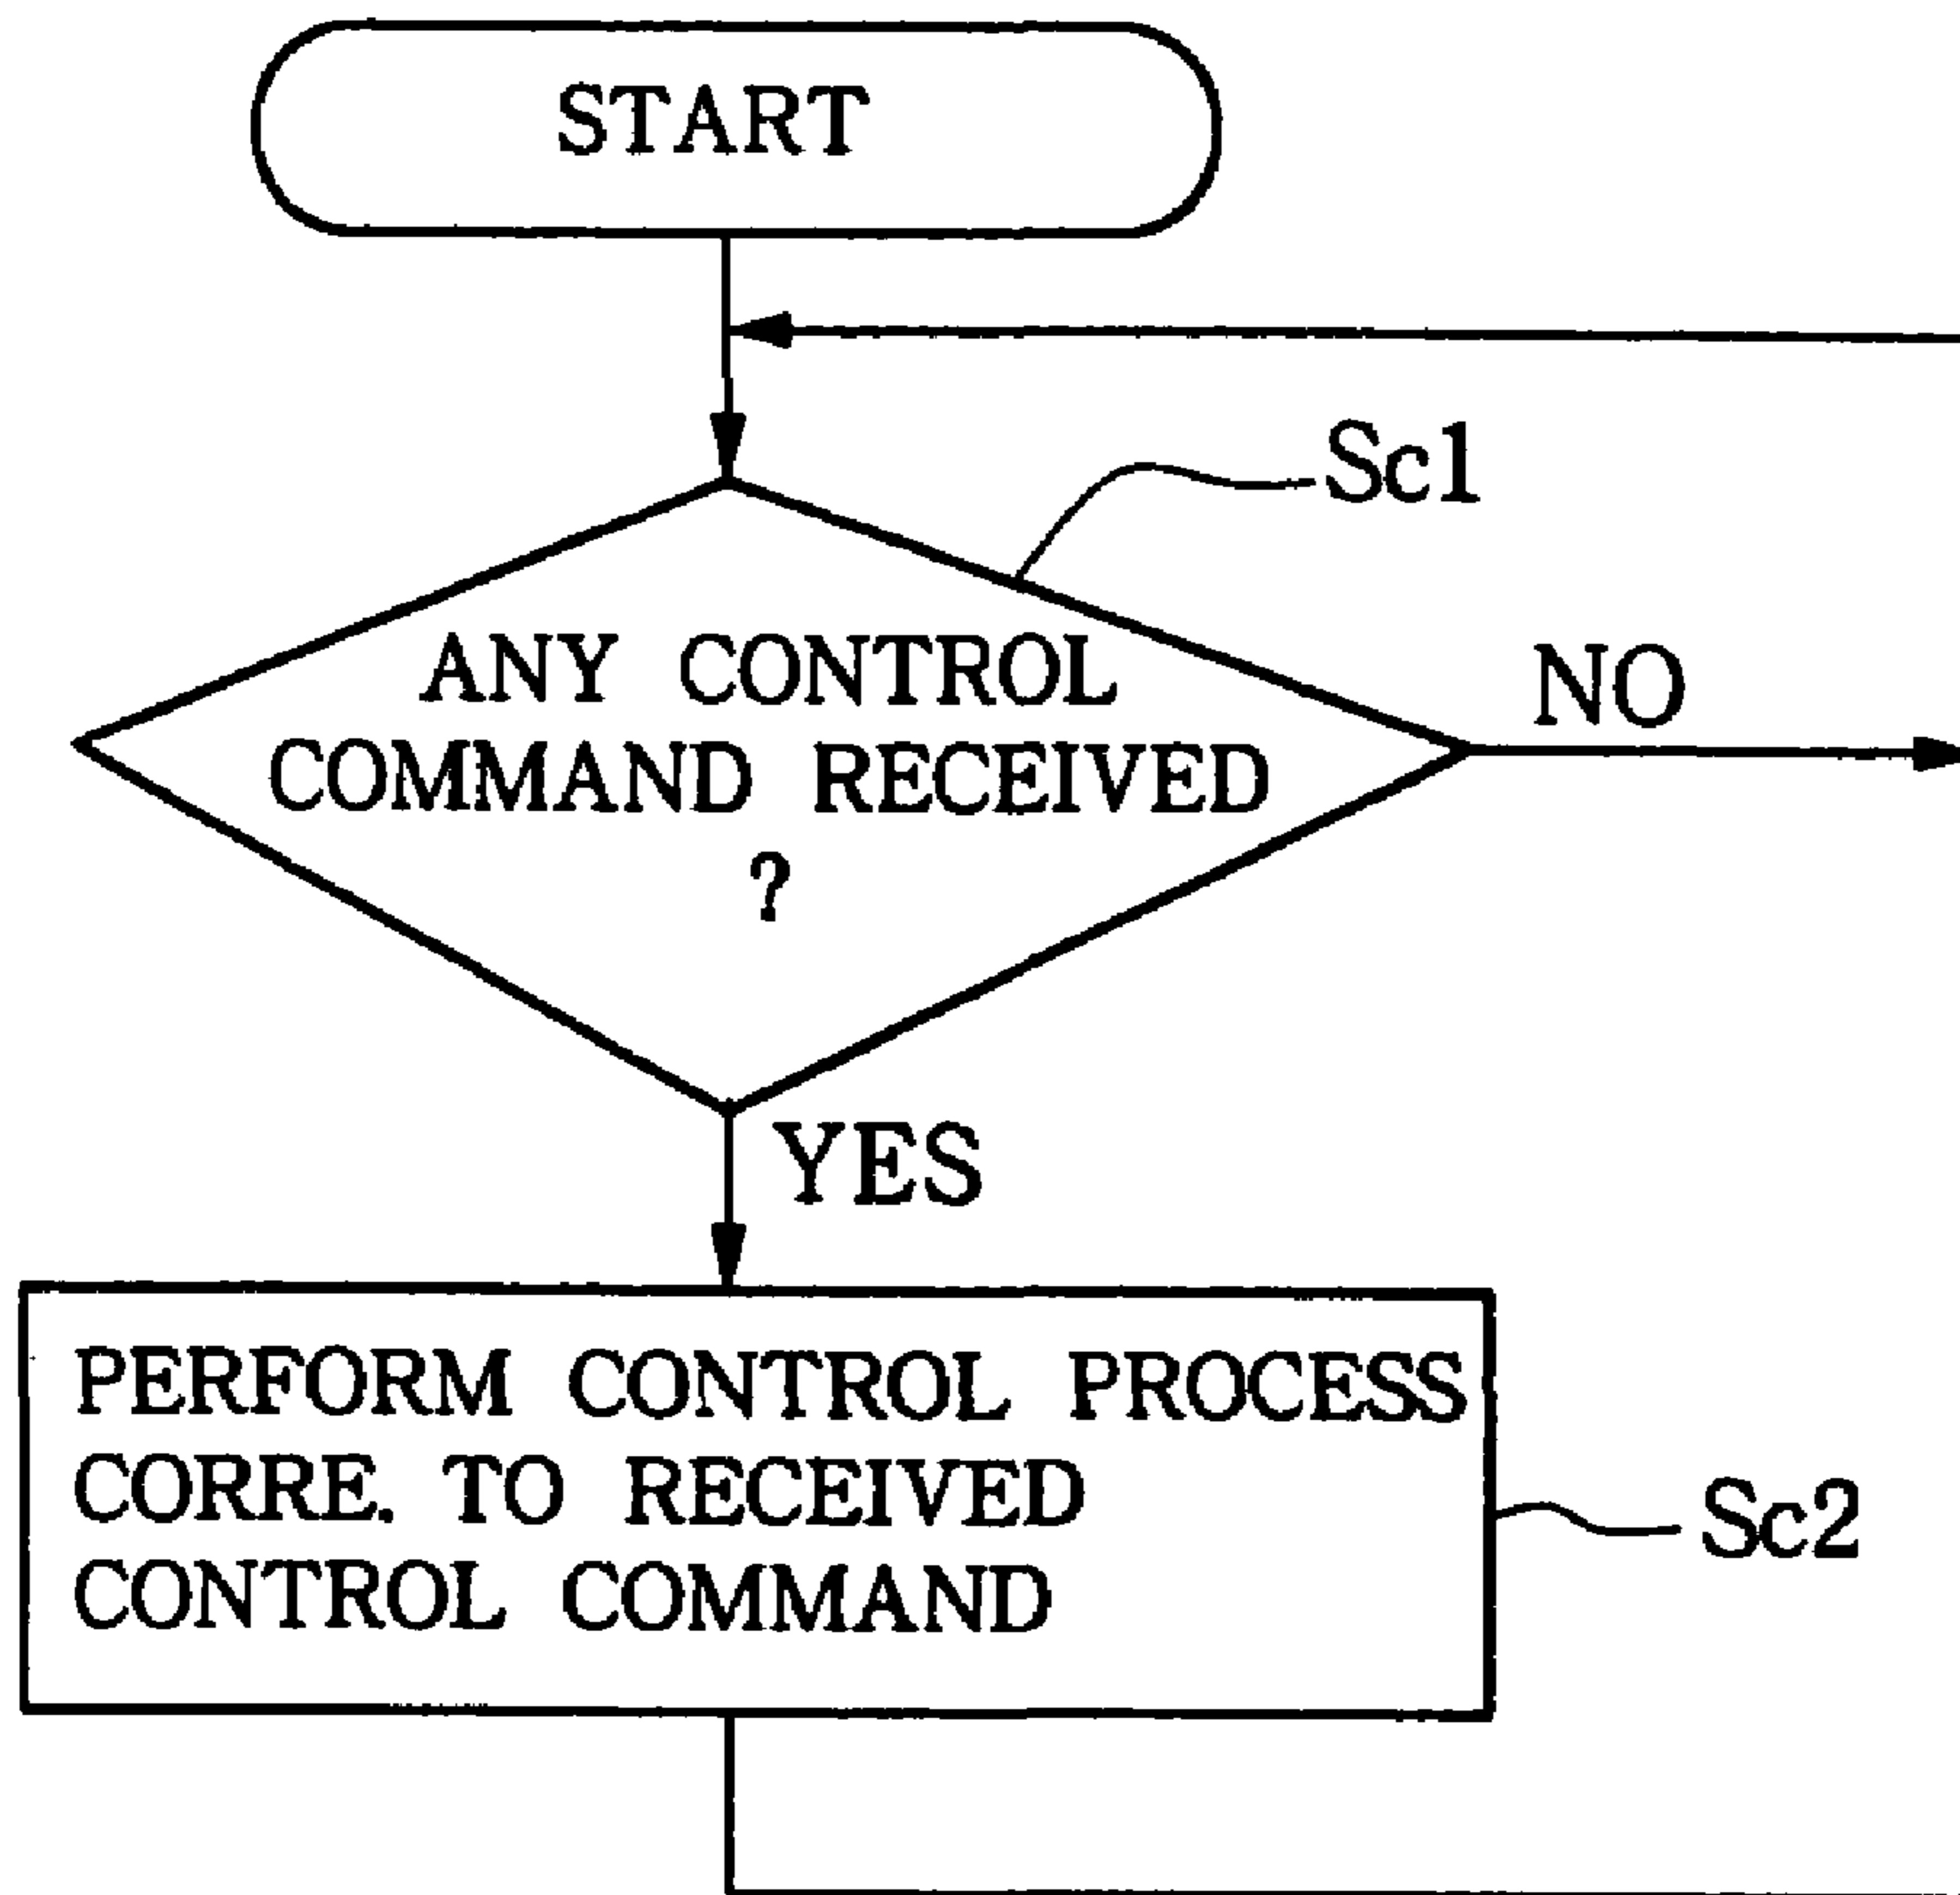 START
Sc1
ANY CONTROL
COMMAND RECEIVED
?
NO
YES
PERFORM CONTROL PROCESS
CORRE. TO RECEIVED
CONTROL COMMAND
Sc2